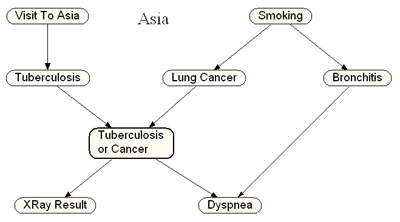 Visit To Asia
Asia
Smoking
Tuberculosis
Lung Cancer
Bronchitis
Tuberculosis
or Cancer
XRay Result
Dyspnea